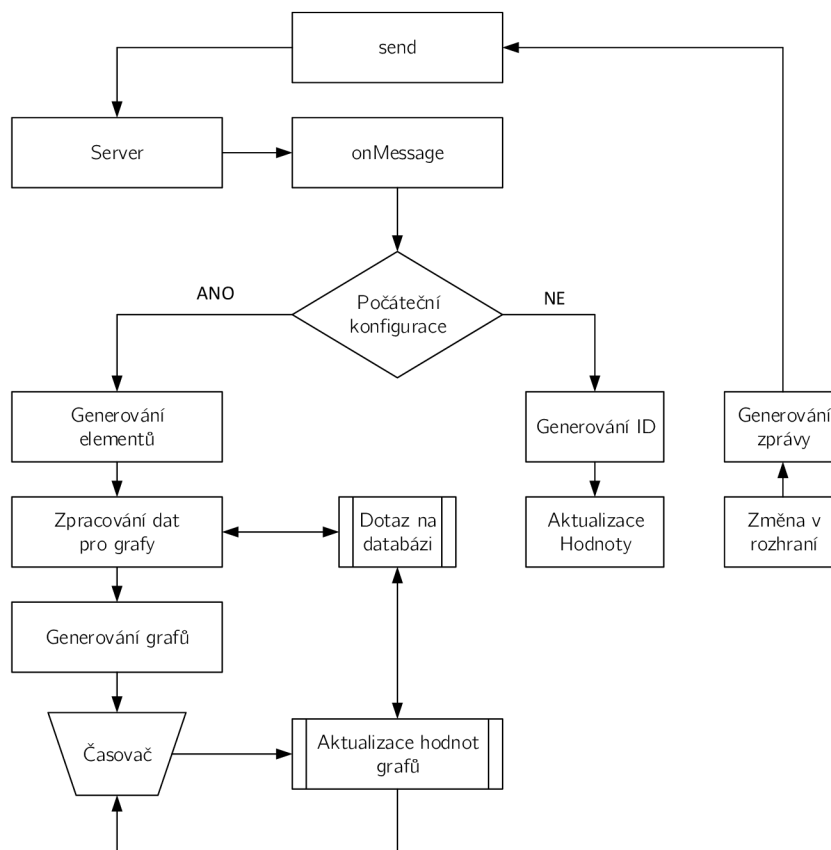 send
Server
onMessage
ANO
Počáteční
konfigurace
NE
Generování
elementů
Generování ID
Generování
zprávy
Zpracování dat
pro grafy
Dotaz na
databázi
Aktualizace
Hodnoty
Změna v
rozhraní
Generování grafů
Časovač
Aktualizace hodnot
grafů